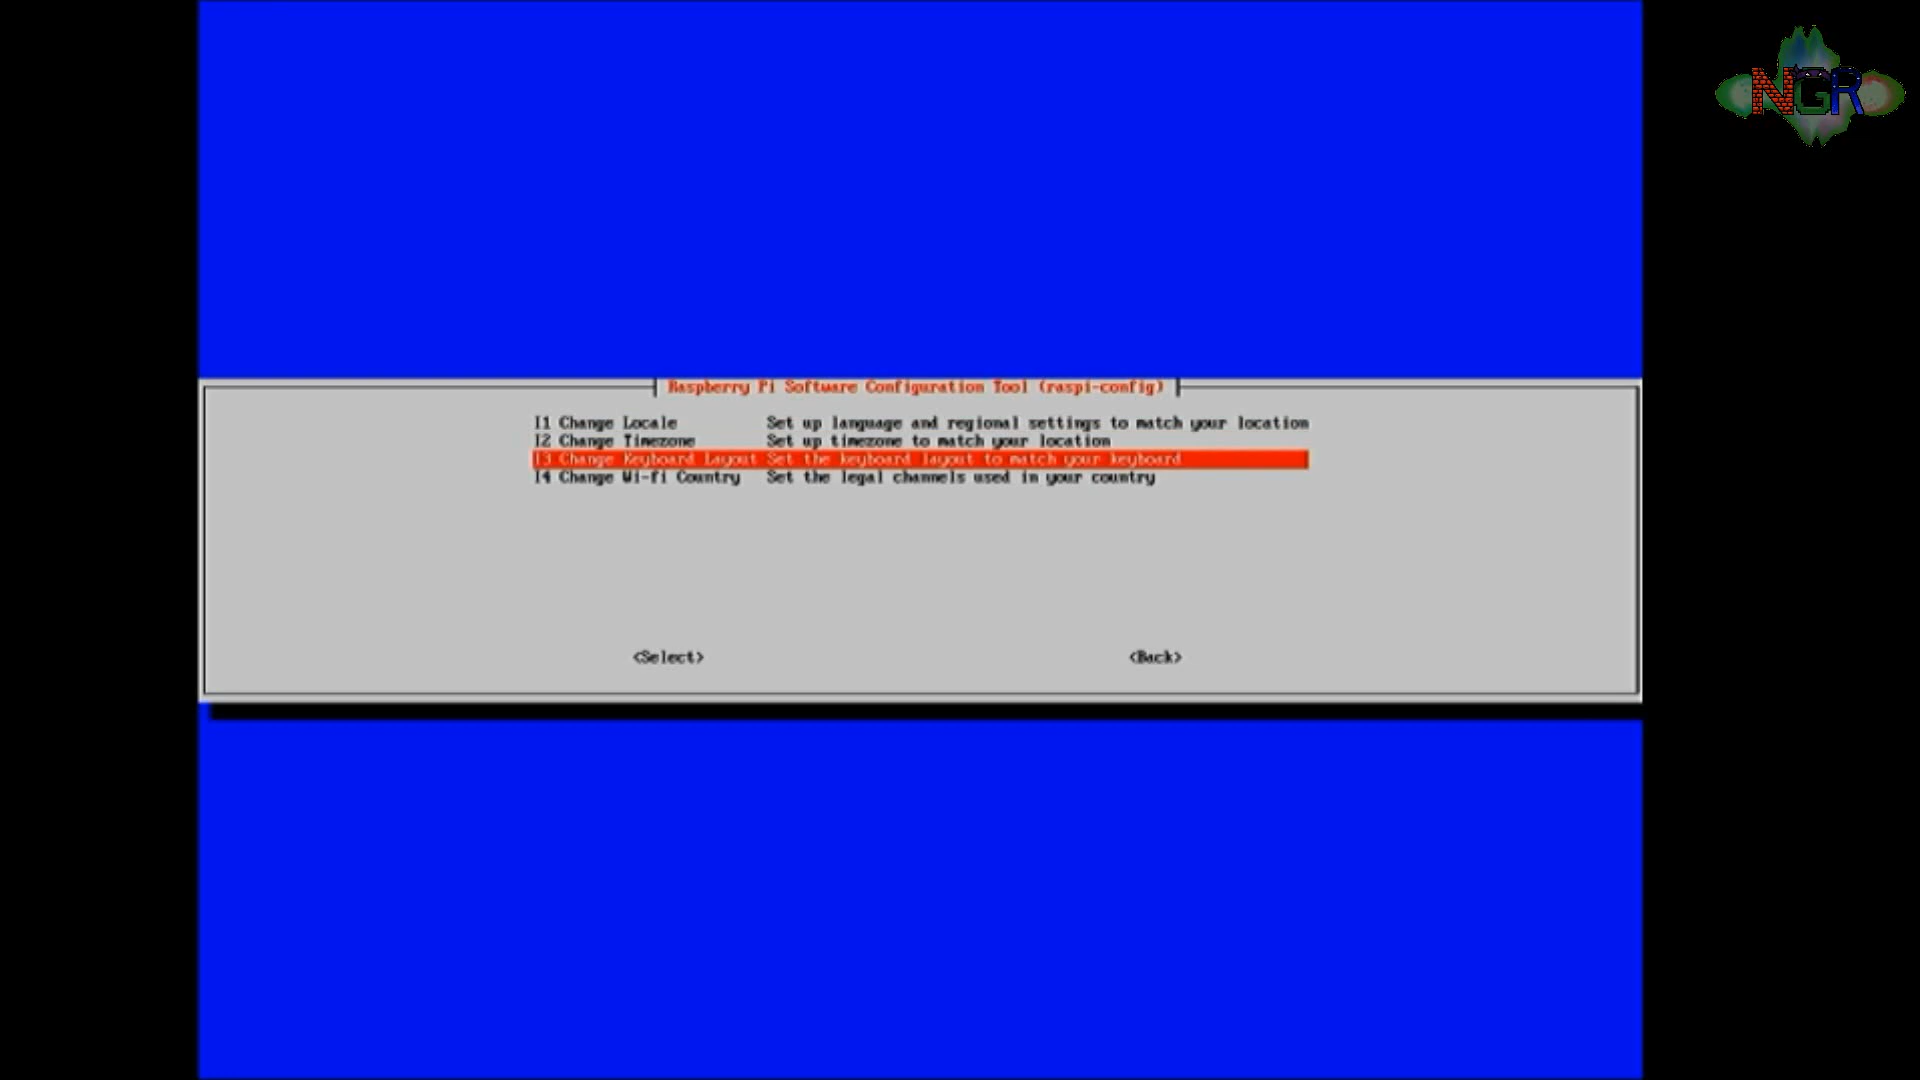 NGR
Raspberry Pi Software Configuration Tool (raspi-config)
I1 Change Locale Set up language and regional settings to match your location
I2 Change Timezone Set up timezone to match your location
I3 Change Keyboard Layout Set the keyboard layout to match your keyboard
I4 Change Wi-fi Country Set the legal channels used in your country
<Select> <Back>